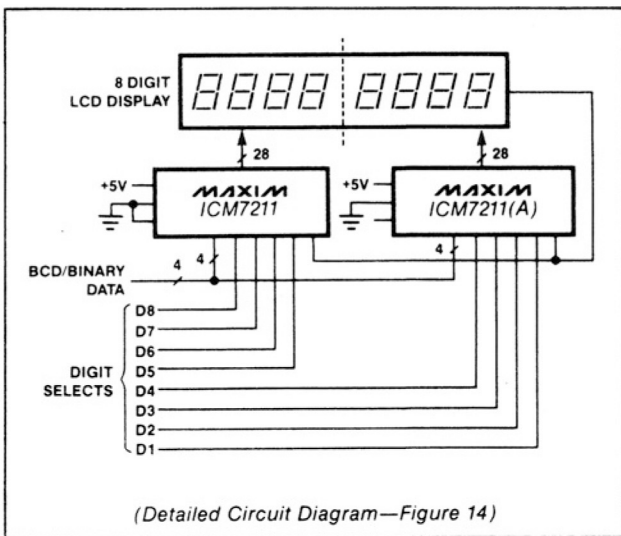 8 DIGIT
LCD DISPLAY
28
28
+5V
MAXIM
ICM7211
+5V
MAXIM
ICM7211(A)
4
4
BCD/BINARY
DATA
4
D8
D7
D6
D5
DIGIT
SELECTS
D4
D3
D2
D1
(Detailed Circuit Diagram—Figure 14)